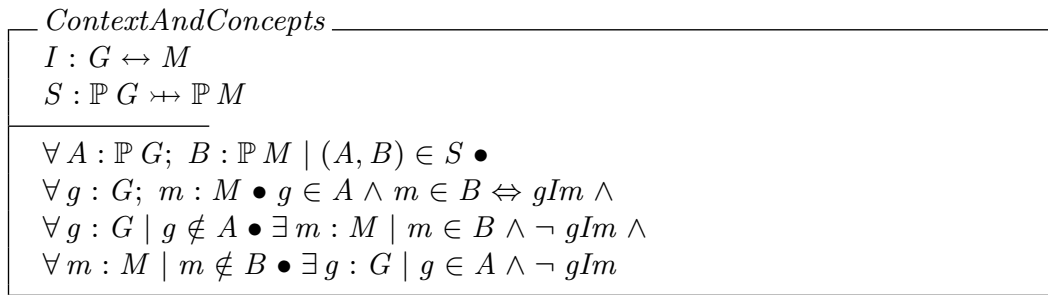 ContextAndConcepts
I : G ↔ M
S : ℙ G ⤔ ℙ M
∀ A : ℙ G; B : ℙ M | (A, B) ∈ S •
∀ g : G; m : M • g ∈ A ∧ m ∈ B ⇔ gIm ∧
∀ g : G | g ∉ A • ∃ m : M | m ∈ B ∧ ¬ gIm ∧
∀ m : M | m ∉ B • ∃ g : G | g ∈ A ∧ ¬ gIm